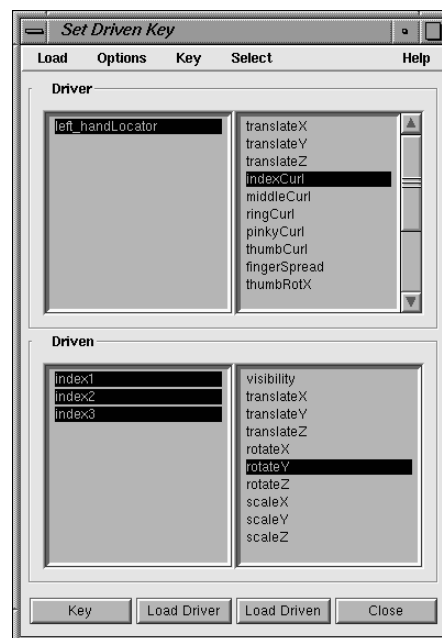 Set Driven Key
Load Options Key Select Help
Driver
left_handLocator
translateX
translateY
translateZ
indexCurl
middleCurl
ringCurl
pinkyCurl
thumbCurl
fingerSpread
thumbRotX
Driven
index1
index2
index3
visibility
translateX
translateY
translateZ
rotateX
rotateY
rotateZ
scaleX
scaleY
scaleZ
Key Load Driver Load Driven Close